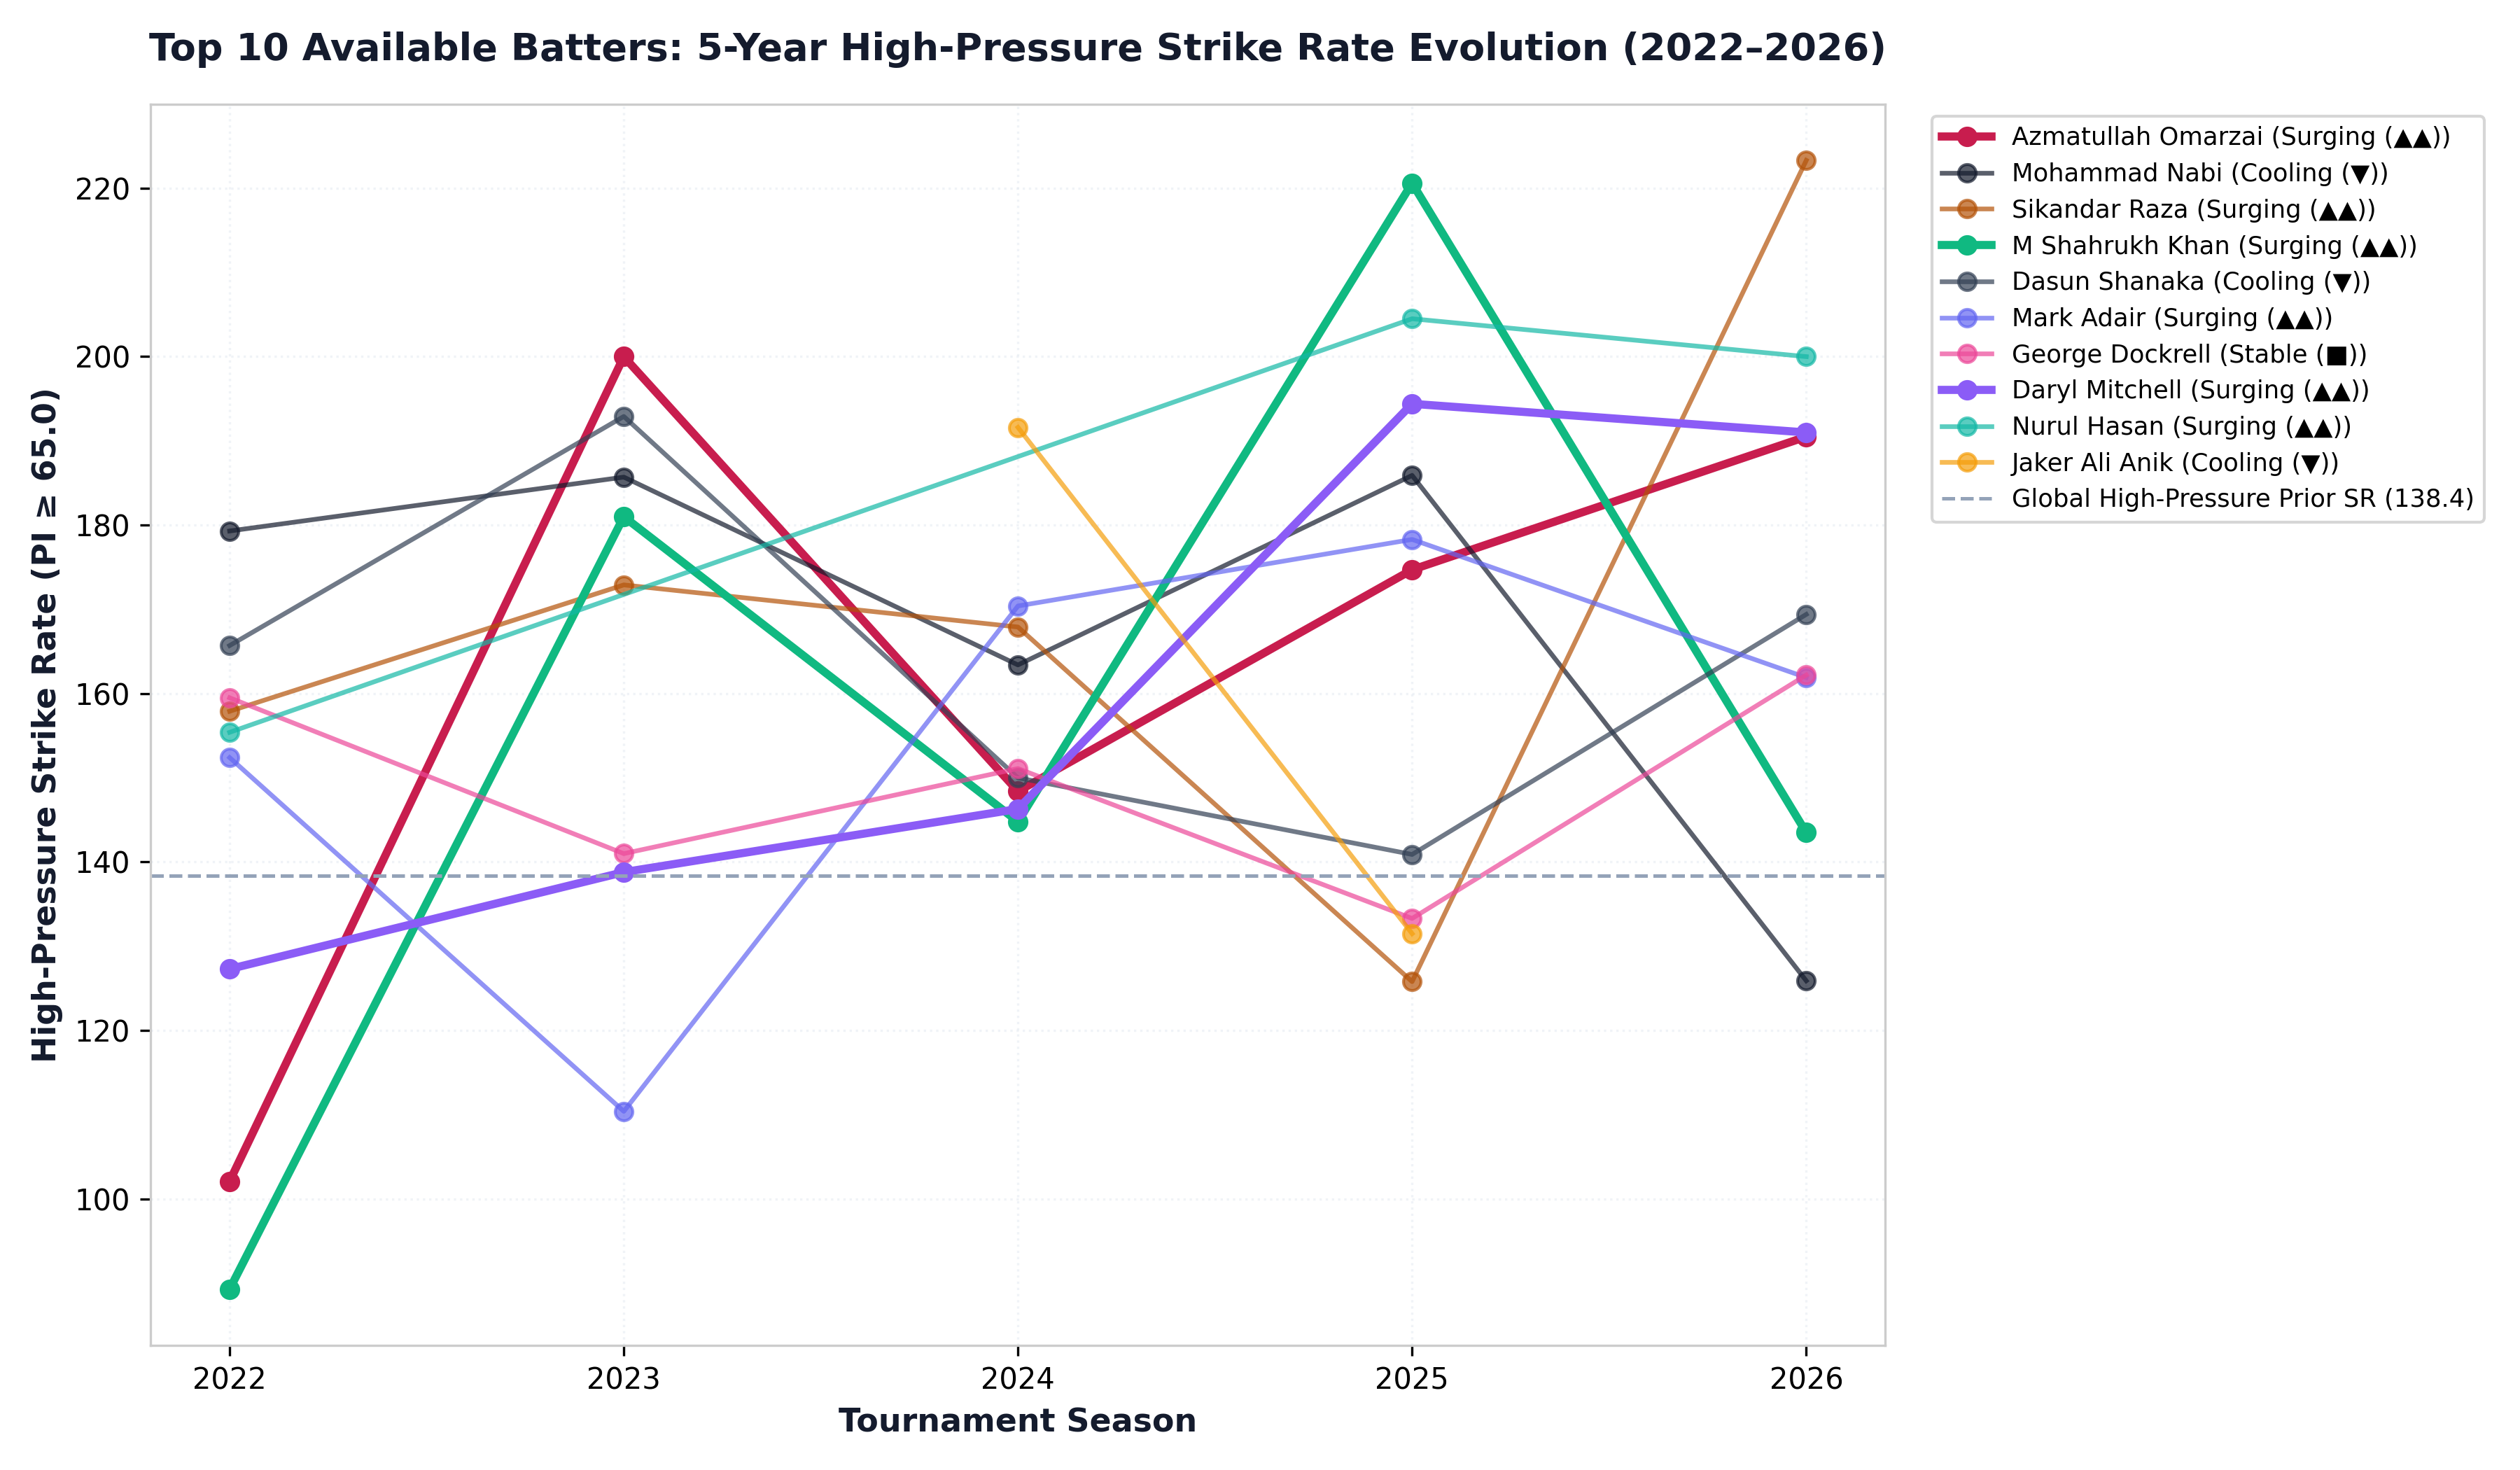 Top 10 Available Batters: 5-Year High-Pressure Strike Rate Evolution (2022–2026)
High-Pressure Strike Rate (PI ≥ 65.0)
220
200
180
160
140
120
100
2022
2023
2024
2025
2026
Tournament Season
Azmatullah Omarzai (Surging (▲▲))
Mohammad Nabi (Cooling (▼))
Sikandar Raza (Surging (▲▲))
M Shahrukh Khan (Surging (▲▲))
Dasun Shanaka (Cooling (▼))
Mark Adair (Surging (▲▲))
George Dockrell (Stable (■))
Daryl Mitchell (Surging (▲▲))
Nurul Hasan (Surging (▲▲))
Jaker Ali Anik (Cooling (▼))
Global High-Pressure Prior SR (138.4)